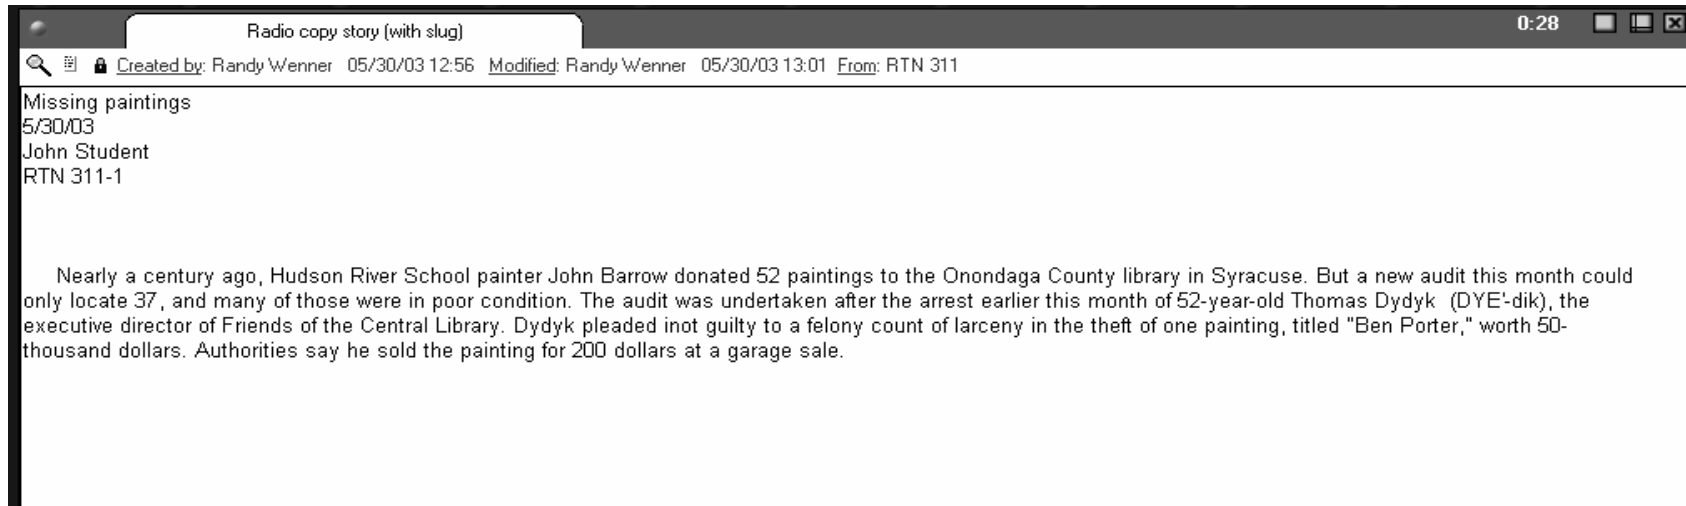 Radio copy story (with slug)
0:28
Created by: Randy Wenner 05/30/03 12:56 Modified: Randy Wenner 05/30/03 13:01 From: RTN 311
Missing paintings
5/30/03
John Student
RTN 311-1
Nearly a century ago, Hudson River School painter John Barrow donated 52 paintings to the Onondaga County library in Syracuse. But a new audit this month could
only locate 37, and many of those were in poor condition. The audit was undertaken after the arrest earlier this month of 52-year-old Thomas Dydyk (DYE'-dik), the
executive director of Friends of the Central Library. Dydyk pleaded inot guilty to a felony count of larceny in the theft of one painting, titled "Ben Porter," worth 50-
thousand dollars. Authorities say he sold the painting for 200 dollars at a garage sale.